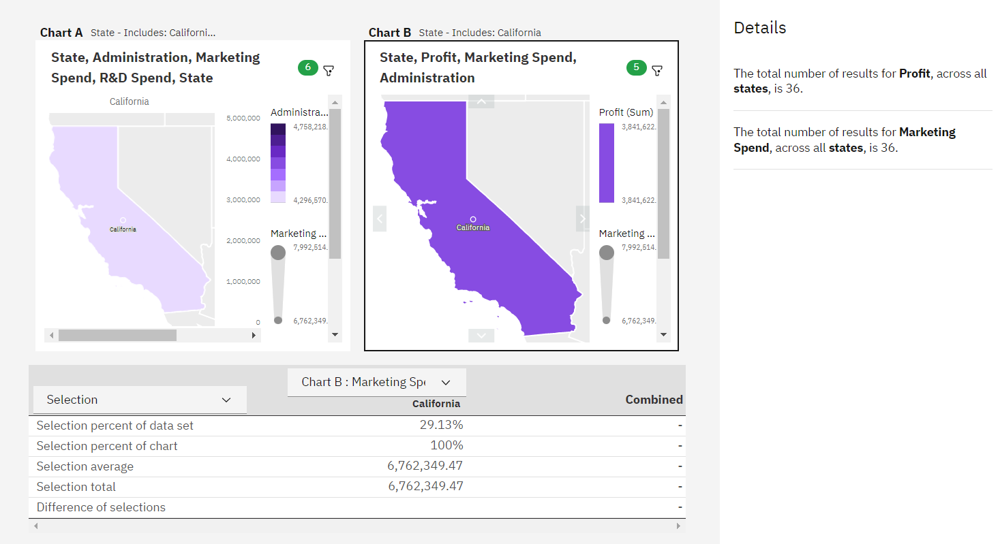 Chart A State - Includes: Californi...
State, Administration, Marketing
Spend, R&D Spend, State
6
California
5,000,000
4,000,000
3,000,000
2,000,000
1,000,000
0
California
Administra...
4,758,218.
4,296,570.
Marketing ...
7,992,514.
6,762,349.
Chart B State - Includes: California
State, Profit, Marketing Spend,
Administration
5
California
Profit (Sum)
3,841,622.
3,841,622.
Marketing ...
7,992,514.
6,762,349.
Chart B : Marketing Spe
Selection
California
Combined
Selection percent of data set 29.13% -
Selection percent of chart 100% -
Selection average 6,762,349.47 -
Selection total 6,762,349.47 -
Difference of selections -
Details
The total number of results for Profit, across all
states, is 36.
The total number of results for Marketing
Spend, across all states, is 36.